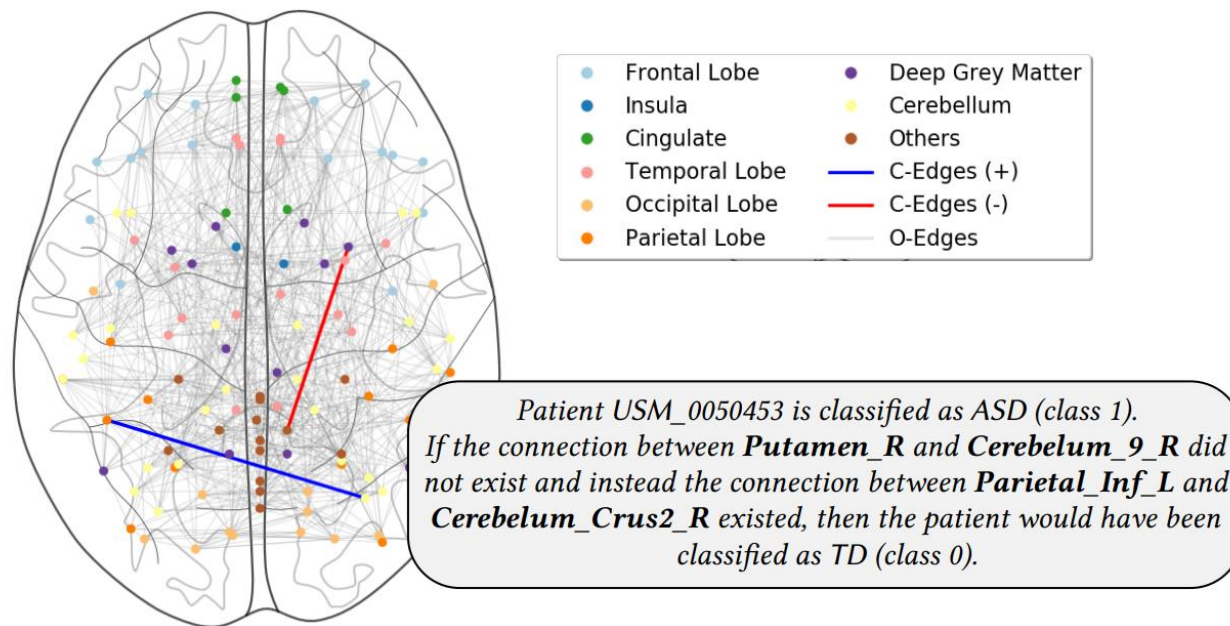 Frontal Lobe
Insula
Cingulate
Temporal Lobe
Occipital Lobe
Parietal Lobe
Deep Grey Matter
Cerebellum
Others
C-Edges (+)
C-Edges (-)
O-Edges
Patient USM_0050453 is classified as ASD (class 1).
If the connection between Putamen_R and Cerebelum_9_R did
not exist and instead the connection between Parietal_Inf_L and
Cerebelum_Crus2_R existed, then the patient would have been
classified as TD (class 0).